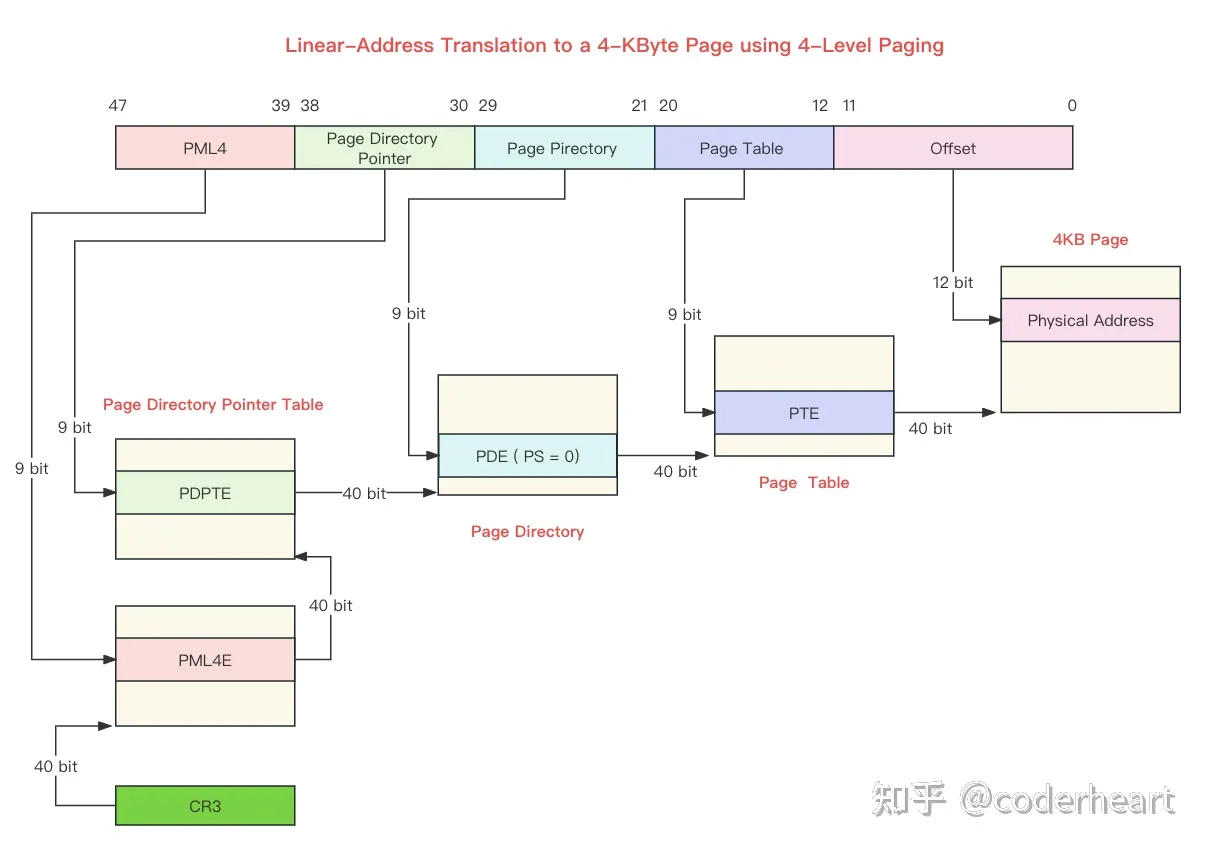 Linear-Address Translation to a 4-KByte Page using 4-Level Paging
47 39 38 30 29 21 20 12 11 0
PML4
Page Directory
Pointer
Page Pirectory
Page Table
Offset
4KB Page
12 bit
9 bit
9 bit
Physical Address
Page Directory Pointer Table
PTE
9 bit
40 bit
9 bit
PDE ( PS = 0)
40 bit
Page Table
PDPTE
40 bit
Page Directory
40 bit
PML4E
40 bit
CR3
知乎 @coderheart